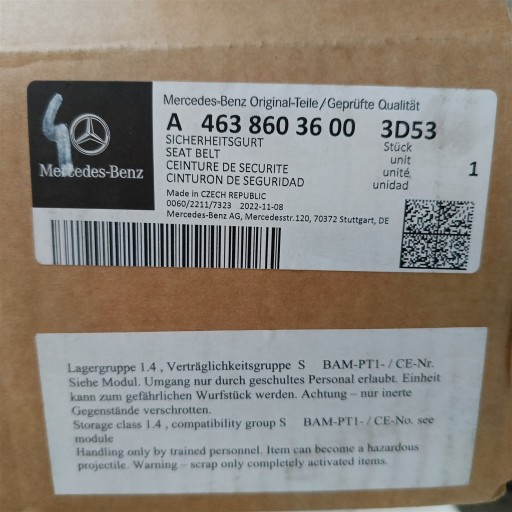 Mercedes-Benz Original-Teile/Geprüfte Qualität
A 463 860 36 00 3D53
SICHERHEITSGURT
SEAT BELT
CEINTURE DE SECURITE
CINTURON DE SEGURIDAD
Stück
unit
unité
unidad
1
Made in CZECH REPUBLIC
0060/2211/7323 2022-11-08
Mercedes-Benz AG, Mercedesstr.120, 70372 Stuttgart, DE
Mercedes-Benz
Lagergruppe 1.4 , Verträglichkeitsgruppe S BAM-PT1- / CE-Nr.
Siehe Modul. Umgang nur durch geschultes Personal erlaubt. Einheit
kann zum gefährlichen Wurfstück werden. Achtung – nur inerte
Gegenstände verschrotten.
Storage class 1.4 , compatibility group S BAM-PT1- / CE-No. see
module
Handling only by trained personnel. Item can become a hazardous
projectile. Warning – scrap only completely activated items.